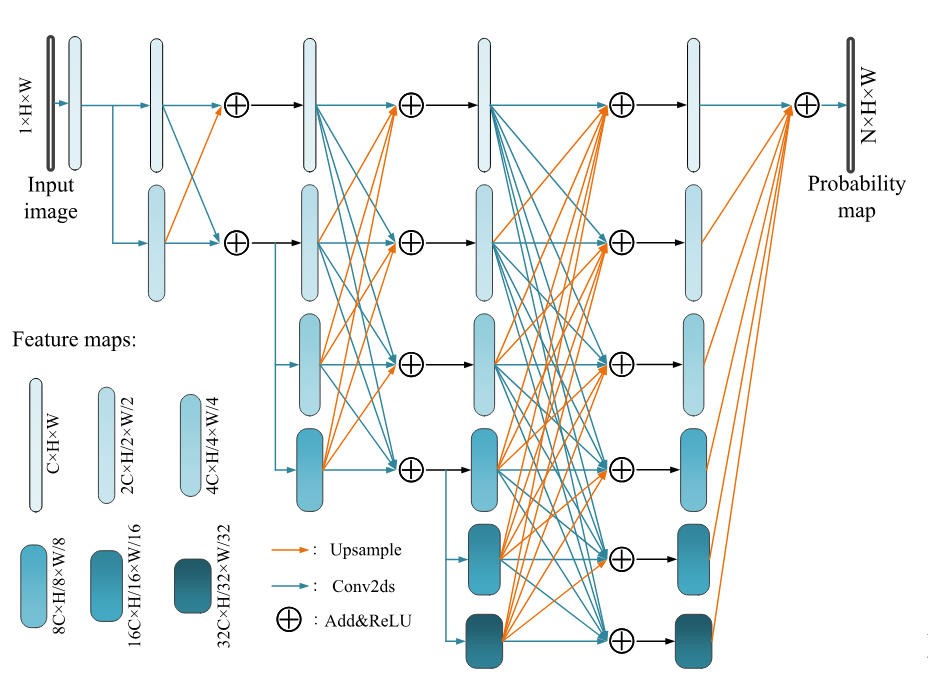 1×H×W
Input
image
N×H×W
Probability
map
Feature maps:
C×H×W
2C×H/2×W/2
4C×H/4×W/4
8C×H/8×W/8
16C×H/16×W/16
32C×H/32×W/32
: Upsample
: Conv2ds
: Add&ReLU